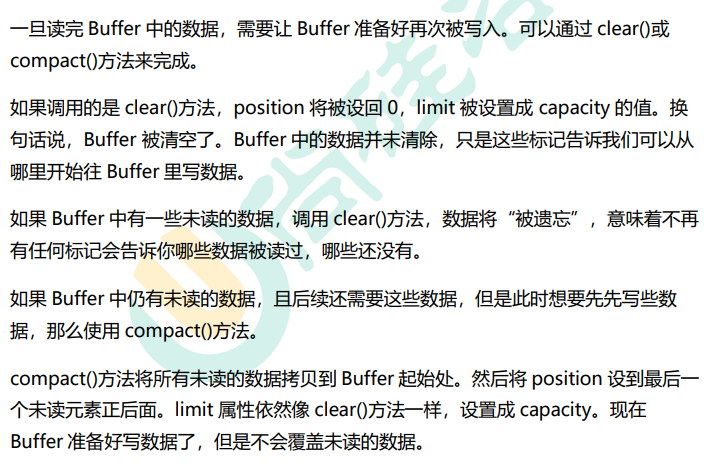 一旦读完 Buffer 中的数据，需要让 Buffer 准备好再次被写入。可以通过 clear()或
compact()方法来完成。
如果调用的是 clear()方法，position 将被设回 0，limit 被设置成 capacity 的值。换
句话说，Buffer 被清空了。Buffer 中的数据并未清除，只是这些标记告诉我们可以从
哪里开始往 Buffer 里写数据。
如果 Buffer 中有一些未读的数据，调用 clear()方法，数据将“被遗忘”，意味着不再
有任何标记会告诉你哪些数据被读过，哪些还没有。
如果 Buffer 中仍有未读的数据，且后续还需要这些数据，但是此时想要先先写些数
据，那么使用 compact()方法。
compact()方法将所有未读的数据拷贝到 Buffer 起始处。然后将 position 设到最后一
个未读元素正后面。limit 属性依然像 clear()方法一样，设置成 capacity。现在
Buffer 准备好写数据了，但是不会覆盖未读的数据。
尚硅谷